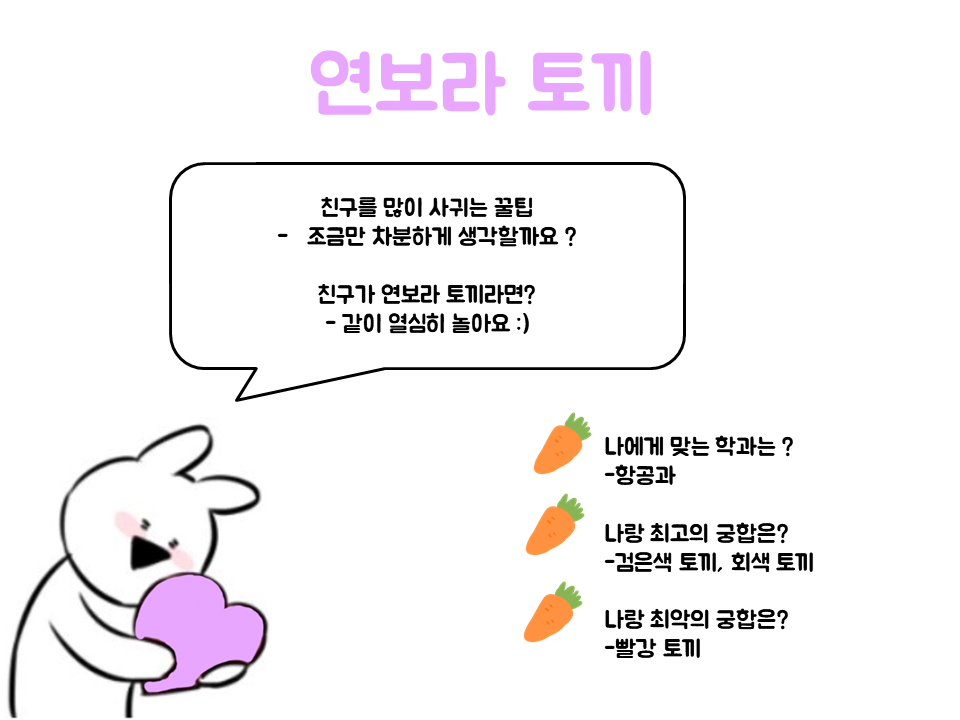 연보라 토끼
친구를 많이 사귀는 꿀팁
- 조금만 차분하게 생각할까요 ?
친구가 연보라 토끼라면?
- 같이 열심히 놀아요 :)
나에게 맞는 학과는 ?
-항공과
나랑 최고의 궁합은?
-검은색 토끼, 회색 토끼
나랑 최악의 궁합은?
-빨강 토끼